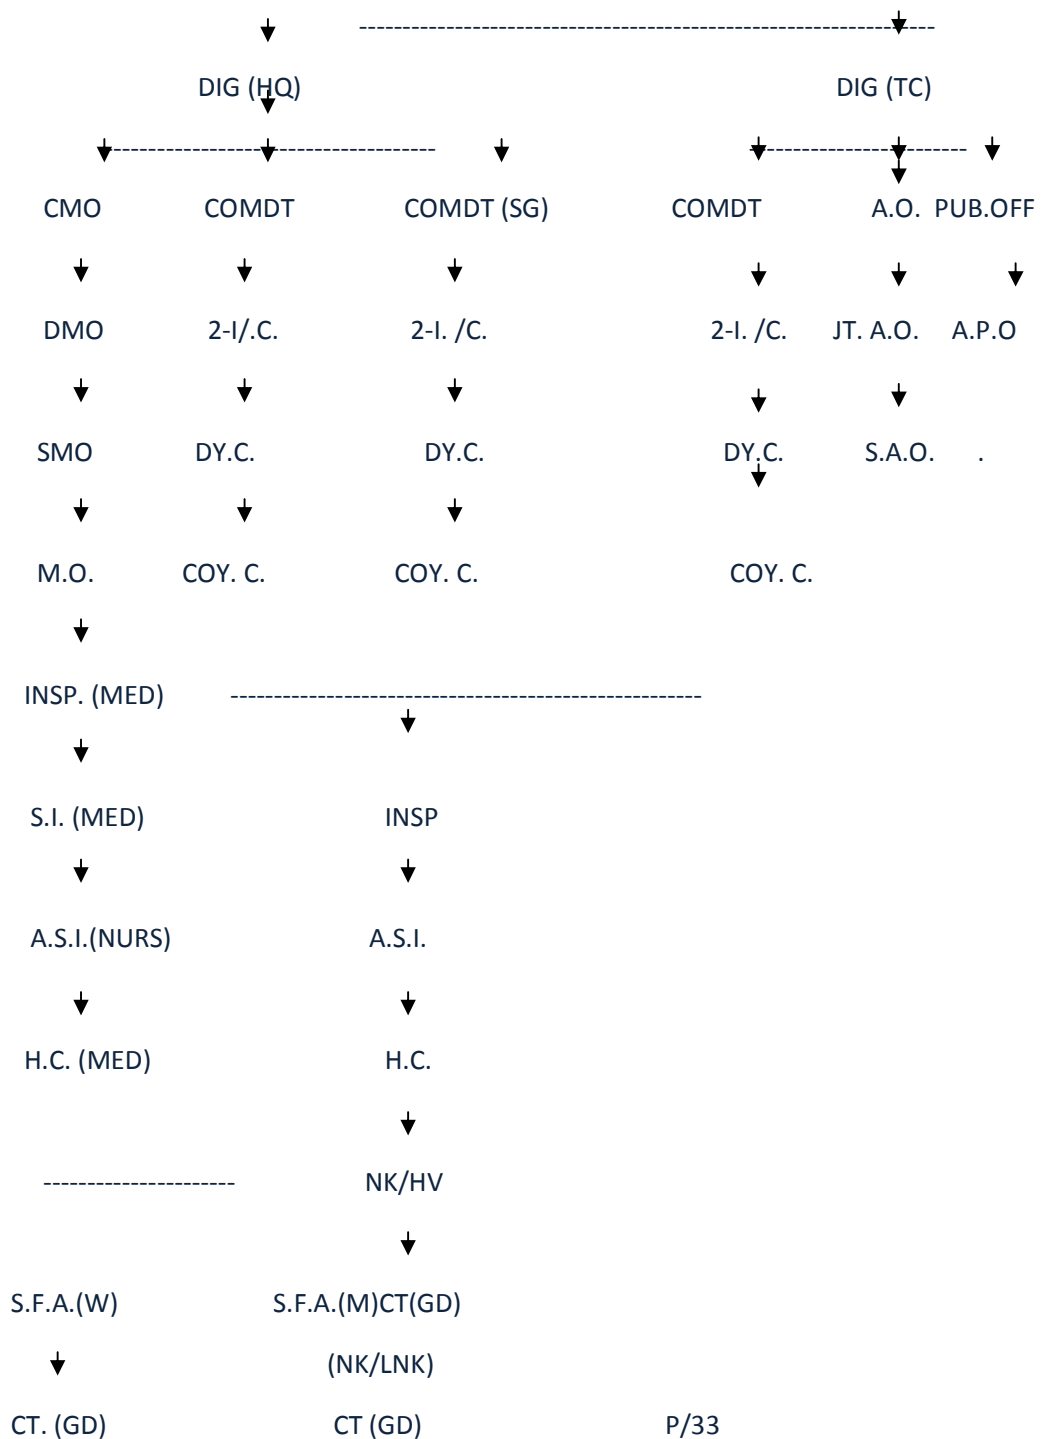 DIG (HQ) DIG (TC)
CMO COMDT COMDT (SG) COMDT A.O. PUB.OFF
DMO 2-I/.C. 2-I. /C. 2-I. /C. JT. A.O. A.P.O
SMO DY.C. DY.C. DY.C. S.A.O. .
M.O. COY. C. COY. C. COY. C.
INSP. (MED)
S.I. (MED) INSP
A.S.I.(NURS) A.S.I.
H.C. (MED) H.C.
NK/HV
S.F.A.(W) S.F.A.(M)CT(GD)
(NK/LNK)
CT. (GD) CT (GD) P/33